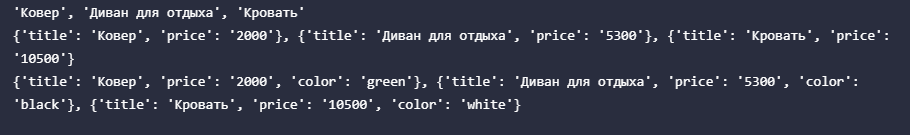 'Ковер', 'Диван для отдыха', 'Кровать'
{'title': 'Ковер', 'price': '2000'}, {'title': 'Диван для отдыха', 'price': '5300'}, {'title': 'Кровать', 'price':
'10500'}
{'title': 'Ковер', 'price': '2000', 'color': 'green'}, {'title': 'Диван для отдыха', 'price': '5300', 'color':
'black'}, {'title': 'Кровать', 'price': '10500', 'color': 'white'}